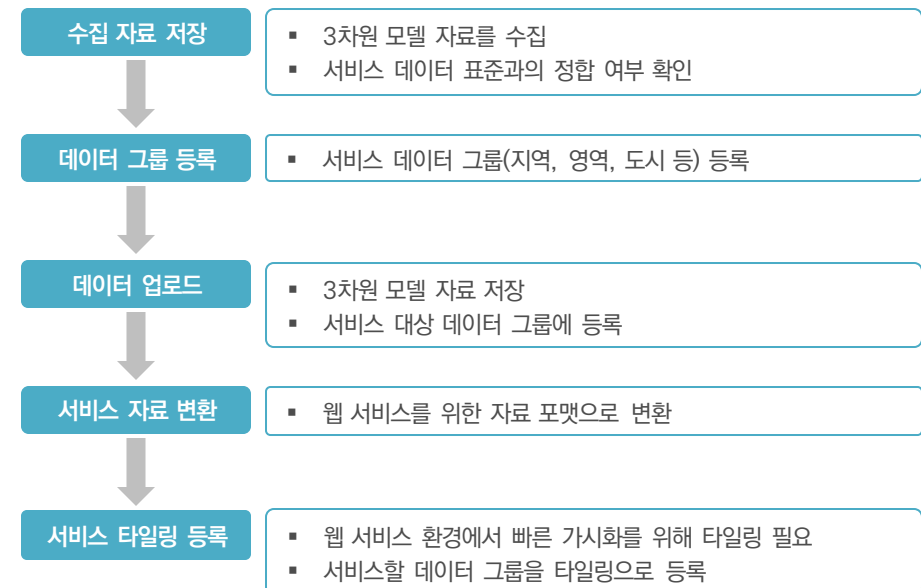 수집 자료 저장
▪ 3차원 모델 자료를 수집
▪ 서비스 데이터 표준과의 정합 여부 확인
데이터 그룹 등록
▪ 서비스 데이터 그룹(지역, 영역, 도시 등) 등록
데이터 업로드
▪ 3차원 모델 자료 저장
▪ 서비스 대상 데이터 그룹에 등록
서비스 자료 변환
▪ 웹 서비스를 위한 자료 포맷으로 변환
서비스 타일링 등록
▪ 웹 서비스 환경에서 빠른 가시화를 위해 타일링 필요
▪ 서비스할 데이터 그룹을 타일링으로 등록